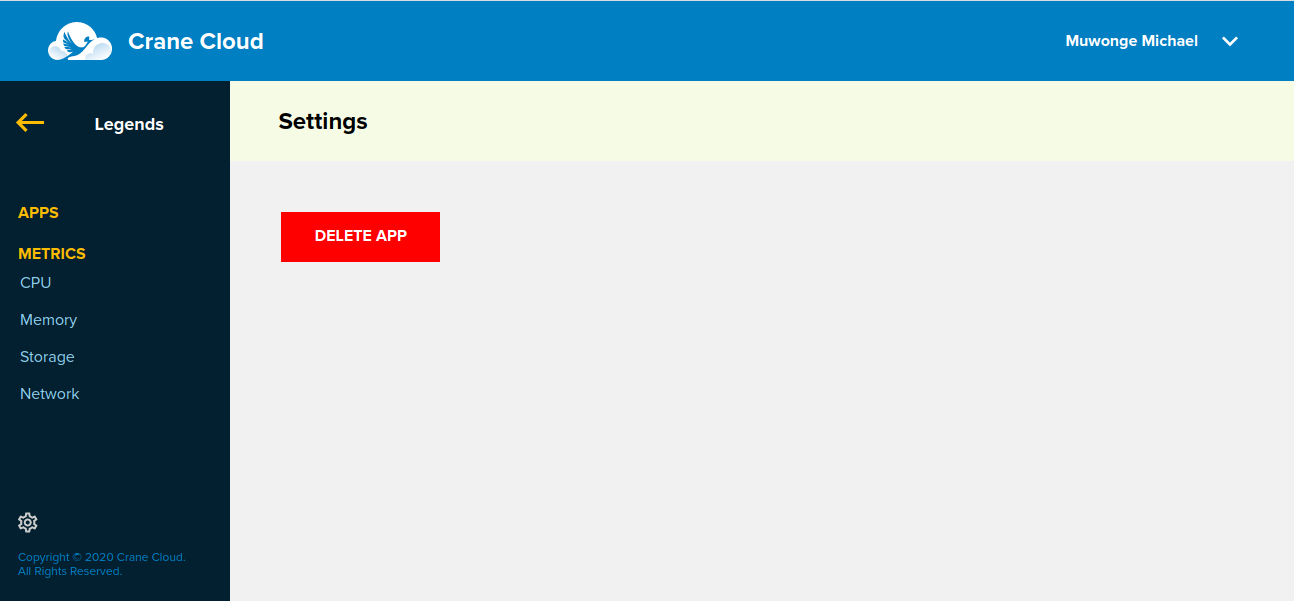 Crane Cloud
Muwonge Michael
Legends
Settings
APPS
DELETE APP
METRICS
CPU
Memory
Storage
Network
Copyright © 2020 Crane Cloud.
All Rights Reserved.